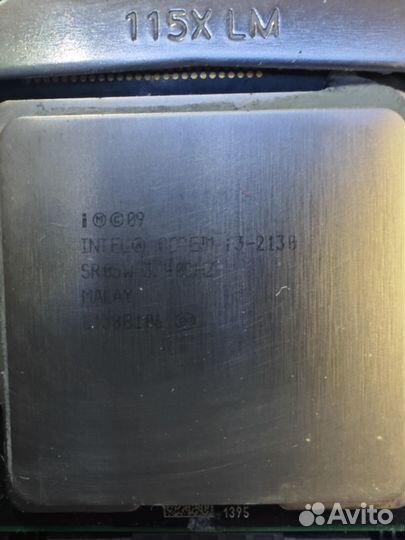 115X LM
i Ⓜ©09
INTEL® CORE™ i3-2130
SR05W 3.40GHZ
MALAY
1395
Avito